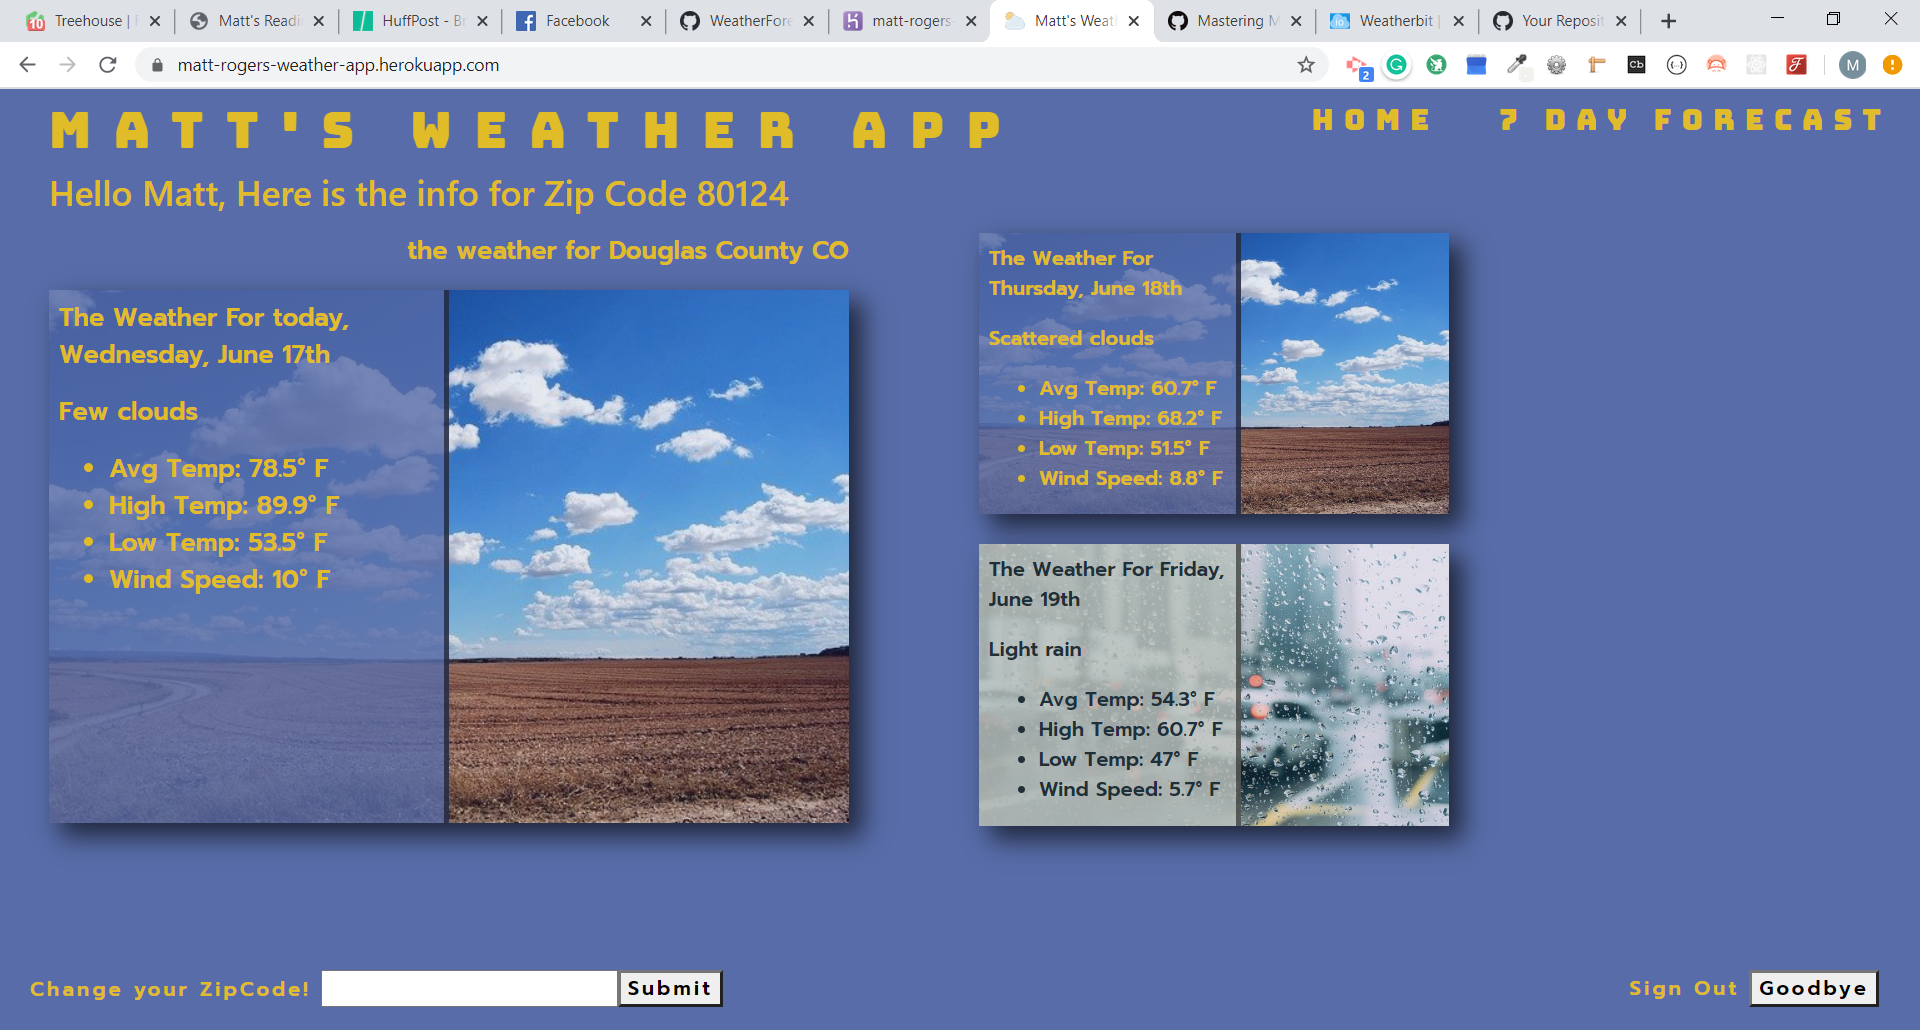 Treehouse |
Matt's Readi
HuffPost - Br
Facebook
WeatherFore
matt-rogers-
Matt's Weat
Mastering M
Weatherbit |
Your Reposit
matt-rogers-weather-app.herokuapp.com
2
Cb
M
MATT'S WEATHER APP
HOME
7 DAY FORECAST
Hello Matt, Here is the info for Zip Code 80124
the weather for Douglas County CO
The Weather For today,
Wednesday, June 17th
Few clouds
• Avg Temp: 78.5° F
• High Temp: 89.9° F
• Low Temp: 53.5° F
• Wind Speed: 10° F
The Weather For
Thursday, June 18th
Scattered clouds
• Avg Temp: 60.7° F
• High Temp: 68.2° F
• Low Temp: 51.5° F
• Wind Speed: 8.8° F
The Weather For Friday,
June 19th
Light rain
• Avg Temp: 54.3° F
• High Temp: 60.7° F
• Low Temp: 47° F
• Wind Speed: 5.7° F
Change your ZipCode!
Submit
Sign Out
Goodbye